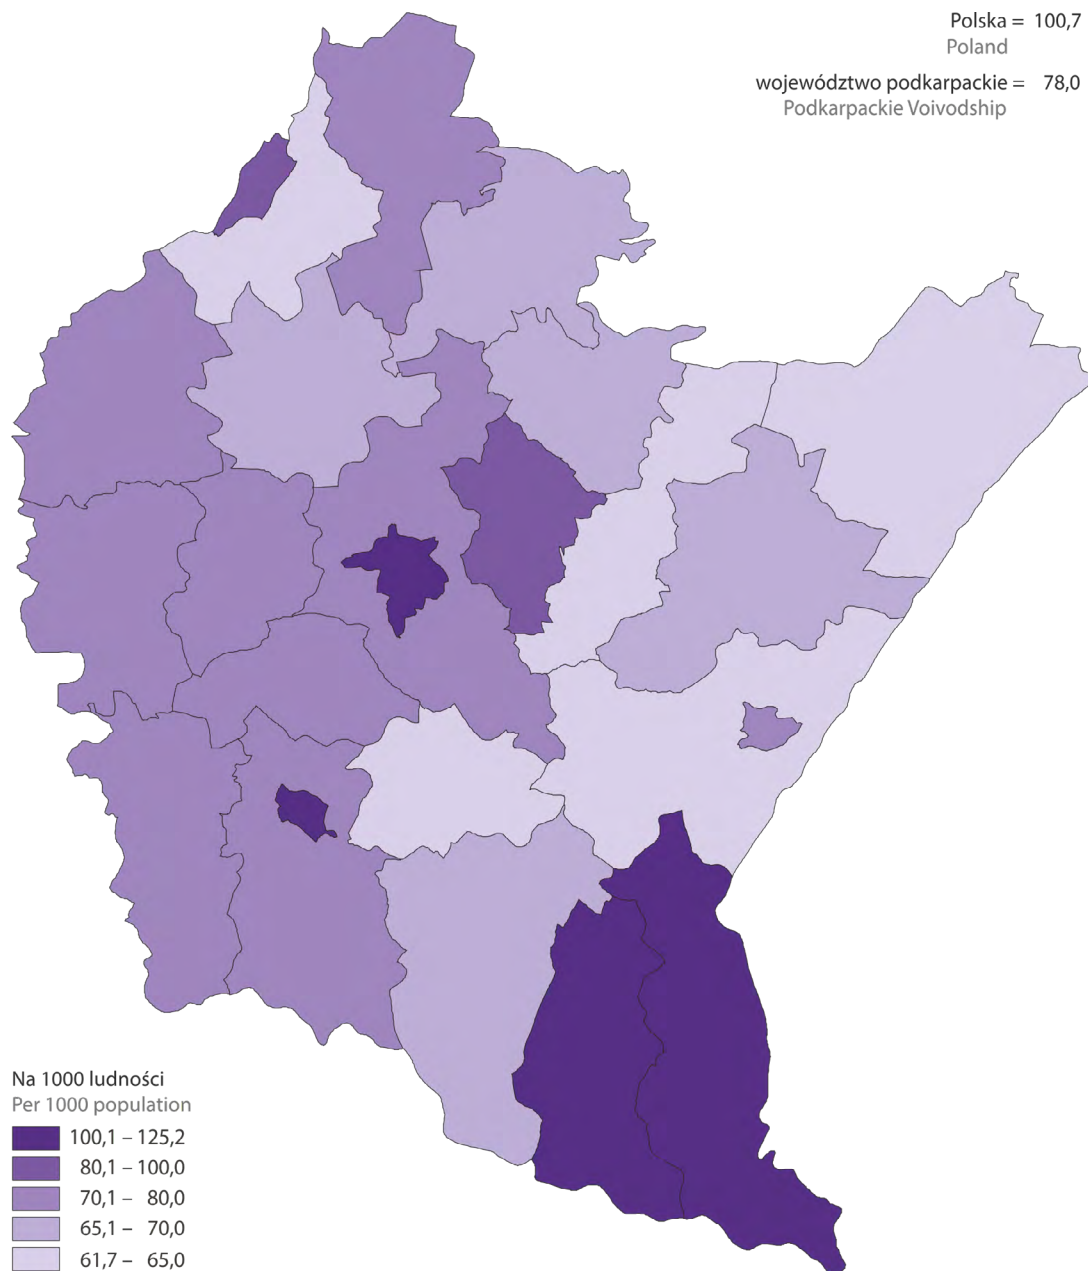 Polska = 100,7
Poland
województwo podkarpackie = 78,0
Podkarpackie Voivodship
Na 1000 ludności
Per 1000 population
100,1 – 125,2
80,1 – 100,0
70,1 – 80,0
65,1 – 70,0
61,7 – 65,0